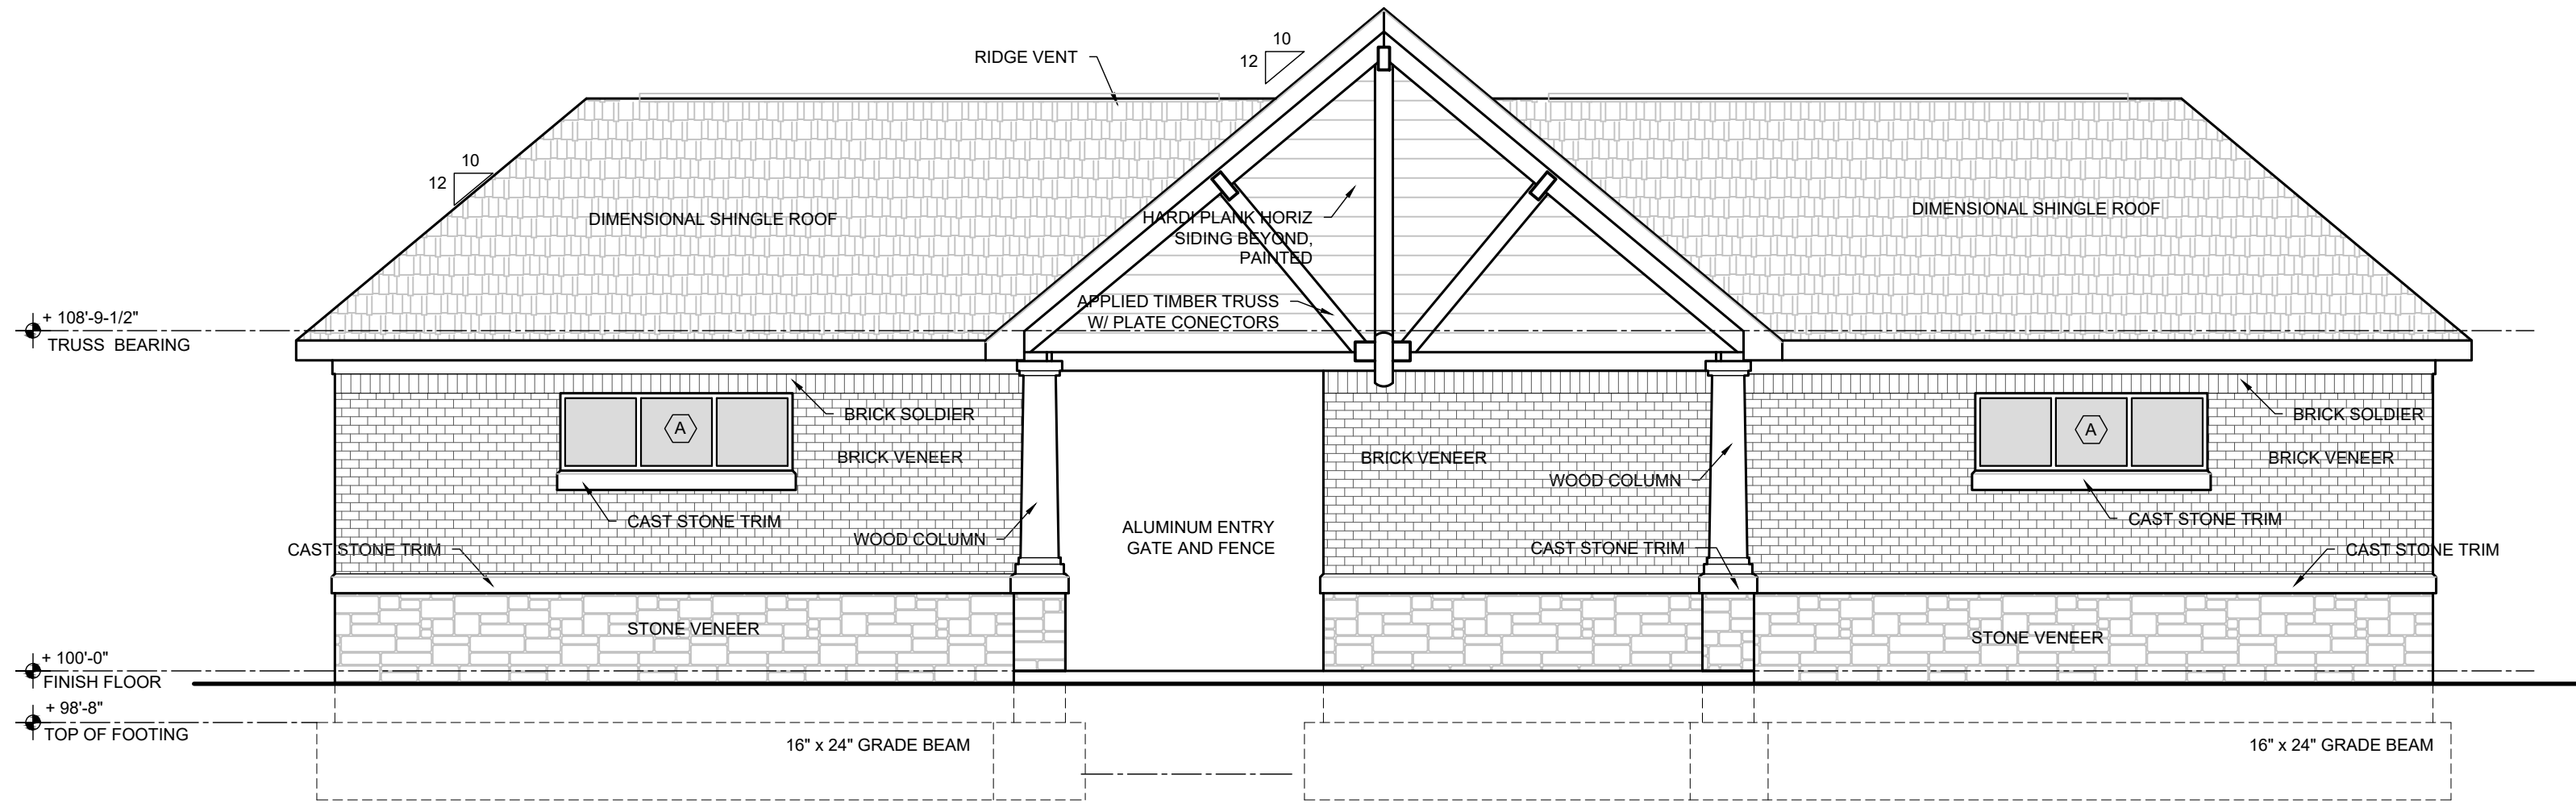 10
RIDGE VENT
12
10
12
DIMENSIONAL SHINGLE ROOF
DIMENSIONAL SHINGLE ROOF
HARDI PLANK HORIZ
SIDING BEYOND,
PAINTED
APPLIED TIMBER TRUSS
W/ PLATE CONECTORS
+ 108'-9-1/2"
TRUSS BEARING
BRICK SOLDIER
BRICK SOLDIER
A
A
BRICK VENEER
BRICK VENEER
BRICK VENEER
WOOD COLUMN
CAST STONE TRIM
CAST STONE TRIM
ALUMINUM ENTRY
GATE AND FENCE
WOOD COLUMN
CAST STONE TRIM
CAST STONE TRIM
CAST STONE TRIM
STONE VENEER
STONE VENEER
+ 100'-0"
FINISH FLOOR
+ 98'-8"
TOP OF FOOTING
16" x 24" GRADE BEAM
16" x 24" GRADE BEAM